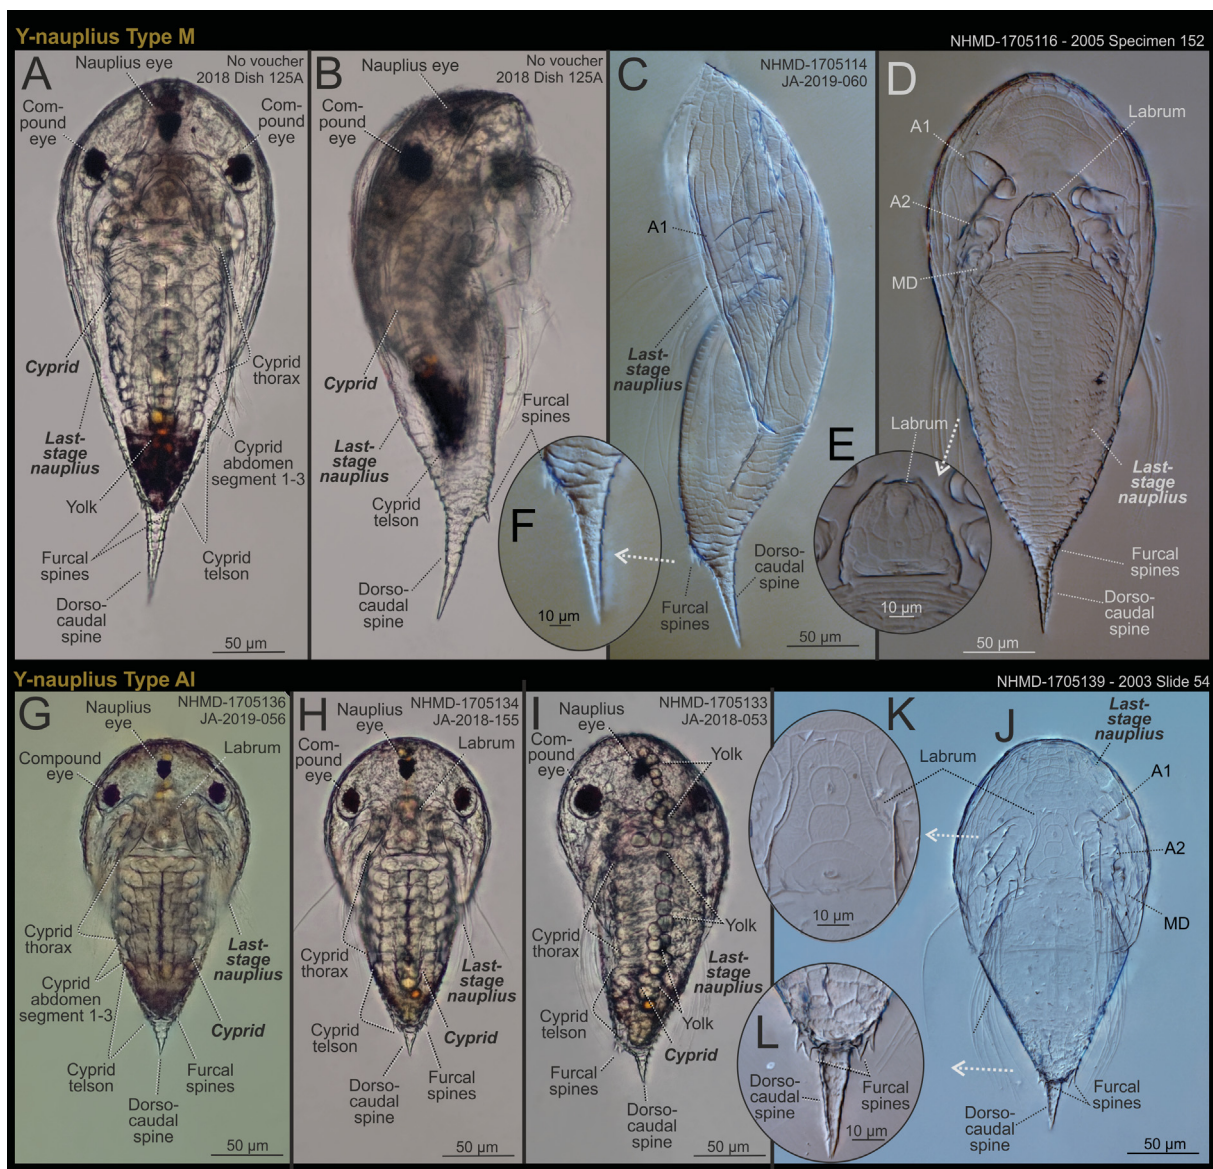 Y-nauplius Type M
NHMD-1705116 - 2005 Specimen 152
A
Nauplius eye
No voucher
2018 Dish 125A
Com-
pound
eye
Com-
pound
eye
Cyprid
Cyprid
thorax
Last-
stage
nauplius
Cyprid
abdomen
segment 1-3
Yolk
Furcal
spines
Cyprid
telson
Dorso-
caudal
spine
50 µm
B
Nauplius eye
No voucher
2018 Dish 125A
Com-
pound
eye
Cyprid
Furcal
spines
Last-
stage
nauplius
Cyprid
telson
Dorso-
caudal
spine
F
10 µm
C
NHMD-1705114
JA-2019-060
A1
Last-
stage
nauplius
Dorso-
caudal
spine
Furcal
spines
50 µm
D
Labrum
A1
A2
MD
Last-
stage
nauplius
Furcal
spines
Dorso-
caudal
spine
50 µm
E
Labrum
10 µm
Y-nauplius Type AI
NHMD-1705139 - 2003 Slide 54
G
NHMD-1705136
JA-2019-056
Nauplius
eye
Labrum
Compound
eye
Cyprid
thorax
Last-
stage
nauplius
Cyprid
abdomen
segment 1-3
Cyprid
Cyprid
telson
Furcal
spines
Dorso-
caudal
spine
50 µm
H
NHMD-1705134
JA-2018-155
Nauplius
eye
Labrum
Com-
pound
eye
Cyprid
thorax
Last-
stage
nauplius
Cyprid
telson
Cyprid
Dorso-
caudal
spine
Furcal
spines
50 µm
I
NHMD-1705133
JA-2018-053
Nauplius
eye
Com-
pound
eye
Yolk
Yolk
Cyprid
thorax
Last-
stage
nauplius
Cyprid
telson
Yolk
Cyprid
Furcal
spines
Dorso-
caudal
spine
50 µm
K
Labrum
10 µm
J
Last-
stage
nauplius
A1
A2
MD
Furcal
spines
Dorso-
caudal
spine
50 µm
L
Dorso-
caudal
spine
Furcal
spines
10 µm